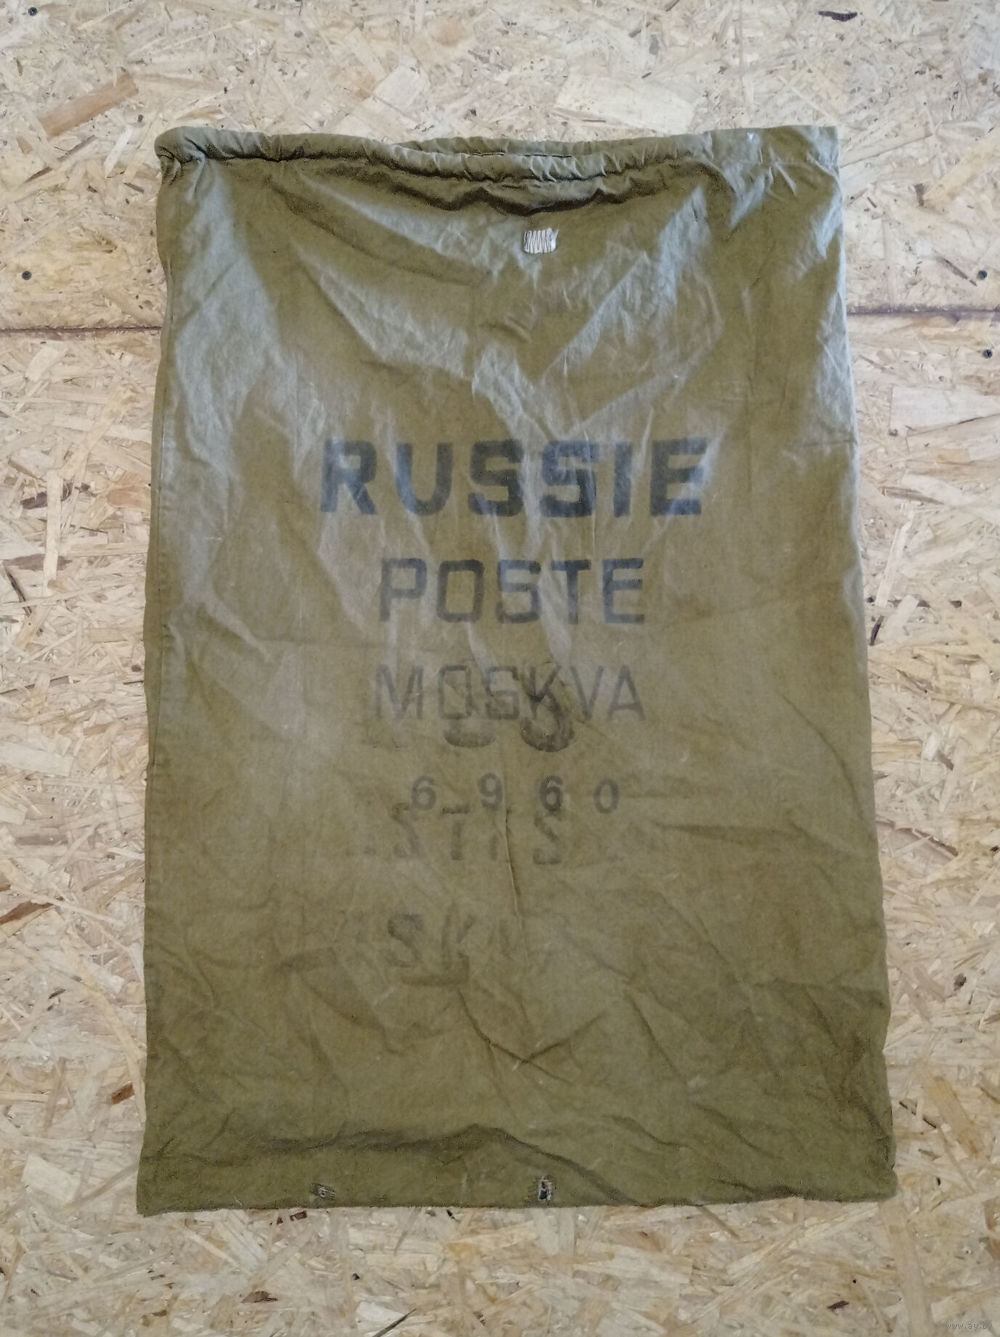 RUSSIE
POSTE
MOSKVA
6 9 6 0